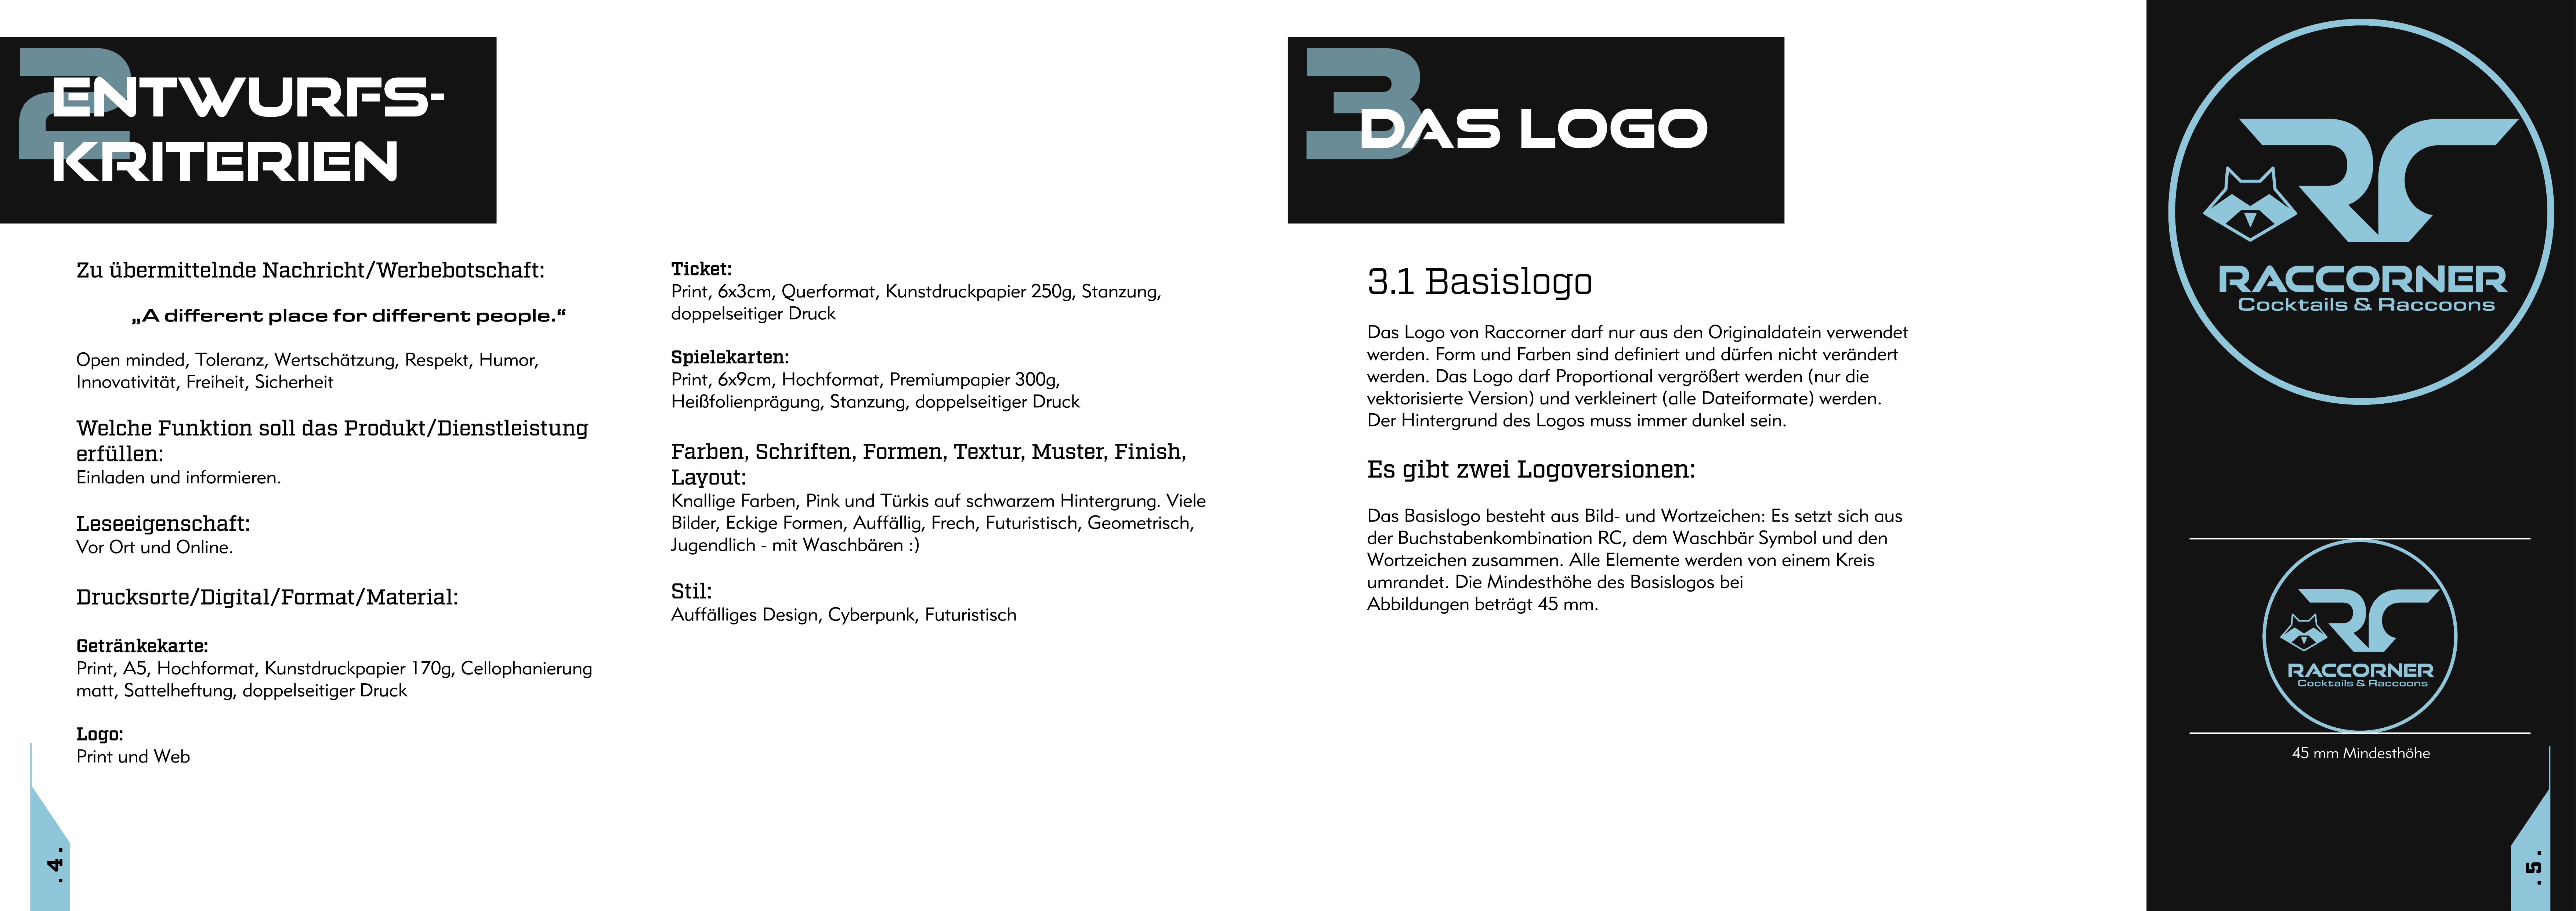 2
ENTWURFS-
KRITERIEN
Zu übermittelnde Nachricht/Werbebotschaft:
„A different place for different people.“
Open minded, Toleranz, Wertschätzung, Respekt, Humor,
Innovativität, Freiheit, Sicherheit
Welche Funktion soll das Produkt/Dienstleistung
erfüllen:
Einladen und informieren.
Leseeigenschaft:
Vor Ort und Online.
Drucksorte/Digital/Format/Material:
Getränkekarte:
Print, A5, Hochformat, Kunstdruckpapier 170g, Cellophanierung
matt, Sattelheftung, doppelseitiger Druck
Logo:
Print und Web
. 4 .
Ticket:
Print, 6x3cm, Querformat, Kunstdruckpapier 250g, Stanzung,
doppelseitiger Druck
Spielekarten:
Print, 6x9cm, Hochformat, Premiumpapier 300g,
Heißfolienprägung, Stanzung, doppelseitiger Druck
Farben, Schriften, Formen, Textur, Muster, Finish,
Layout:
Knallige Farben, Pink und Türkis auf schwarzem Hintergrung. Viele
Bilder, Eckige Formen, Auffällig, Frech, Futuristisch, Geometrisch,
Jugendlich - mit Waschbären :)
Stil:
Auffälliges Design, Cyberpunk, Futuristisch
3
DAS LOGO
3.1 Basislogo
Das Logo von Raccorner darf nur aus den Originaldatein verwendet
werden. Form und Farben sind definiert und dürfen nicht verändert
werden. Das Logo darf Proportional vergrößert werden (nur die
vektorisierte Version) und verkleinert (alle Dateiformate) werden.
Der Hintergrund des Logos muss immer dunkel sein.
Es gibt zwei Logoversionen:
Das Basislogo besteht aus Bild- und Wortzeichen: Es setzt sich aus
der Buchstabenkombination RC, dem Waschbär Symbol und den
Wortzeichen zusammen. Alle Elemente werden von einem Kreis
umrandet. Die Mindesthöhe des Basislogos bei
Abbildungen beträgt 45 mm.
RC
RACCORNER
Cocktails & Raccoons
RC
RACCORNER
Cocktails & Raccoons
45 mm Mindesthöhe
. 5 .